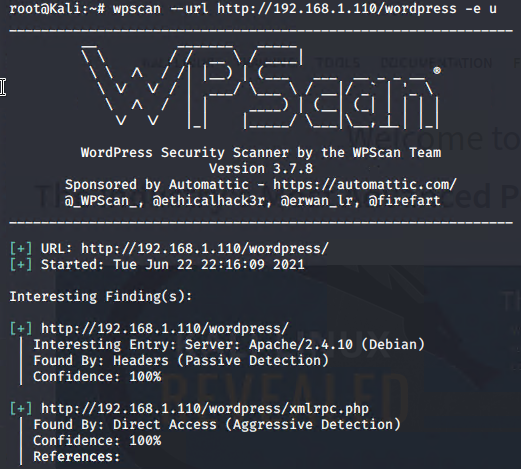 root@Kali:~# wpscan --url http://192.168.1.110/wordpress -e u
WPScan®
WordPress Security Scanner by the WPScan Team
Version 3.7.8
Sponsored by Automattic - https://automattic.com/
@_WPScan_, @ethicalhack3r, @erwan_lr, @firefart
[+] URL: http://192.168.1.110/wordpress/
[+] Started: Tue Jun 22 22:16:09 2021
Interesting Finding(s):
[+] http://192.168.1.110/wordpress/
| Interesting Entry: Server: Apache/2.4.10 (Debian)
| Found By: Headers (Passive Detection)
| Confidence: 100%
[+] http://192.168.1.110/wordpress/xmlrpc.php
| Found By: Direct Access (Aggressive Detection)
| Confidence: 100%
| References: